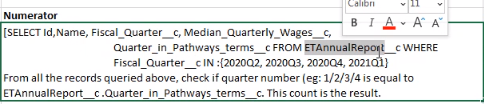 Calibri
11
B I A A^ A˅
Numerator
[SELECT Id,Name, Fiscal_Quarter__c, Median_Quarterly_Wages__c,
Quarter_in_Pathways_terms__c FROM ETAnnualReport__c WHERE
Fiscal_Quarter__c IN :{2020Q2, 2020Q3, 2020Q4, 2021Q1}
From all the records queried above, check if quarter number (eg: 1/2/3/4 is equal to
ETAnnualReport__c .Quarter_in_Pathways_terms__c. This count is the result.